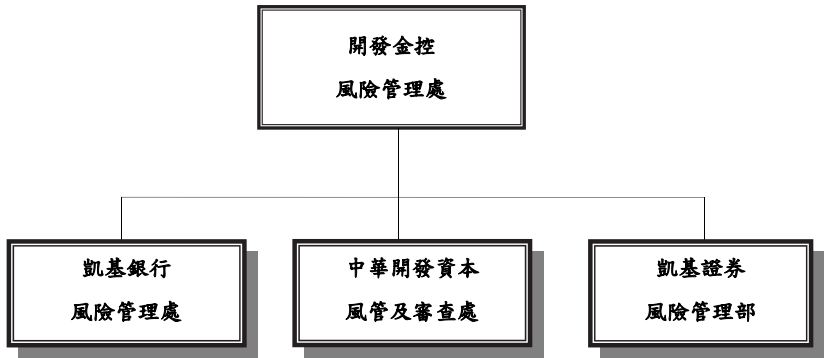 開發金控
風險管理處
凱基銀行
風險管理處
中華開發資本
風管及審查處
凱基證券
風險管理部